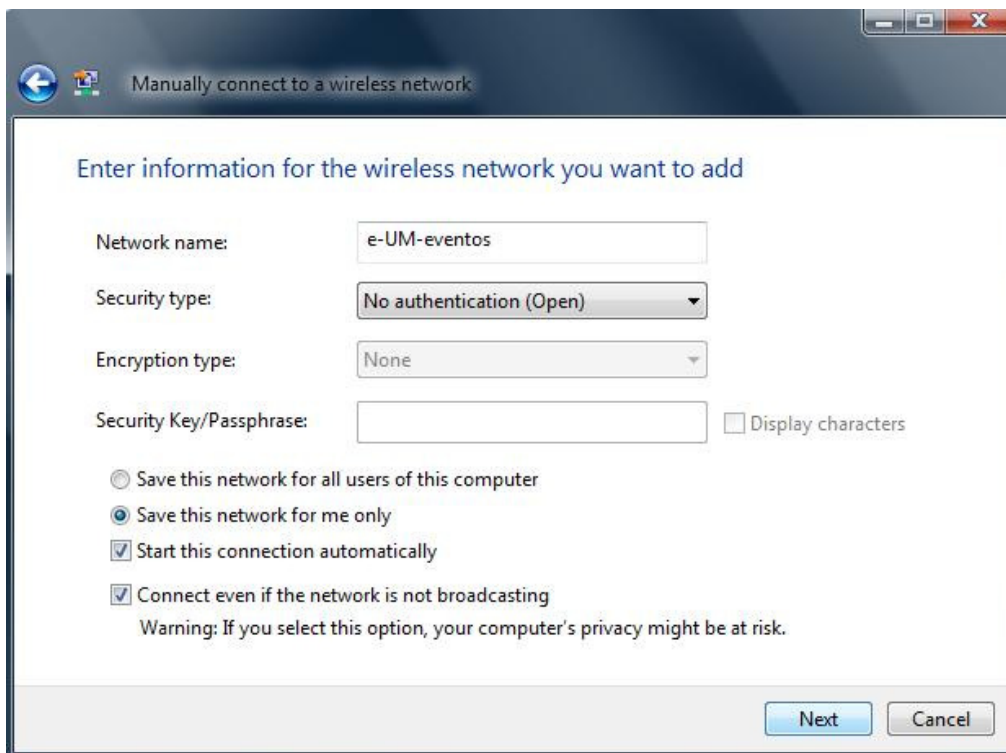 Manually connect to a wireless network
Enter information for the wireless network you want to add
Network name: e-UM-eventos
Security type: No authentication (Open)
Encryption type: None
Security Key/Passphrase: Display characters
Save this network for all users of this computer
Save this network for me only
Start this connection automatically
Connect even if the network is not broadcasting
Warning: If you select this option, your computer's privacy might be at risk.
Next Cancel